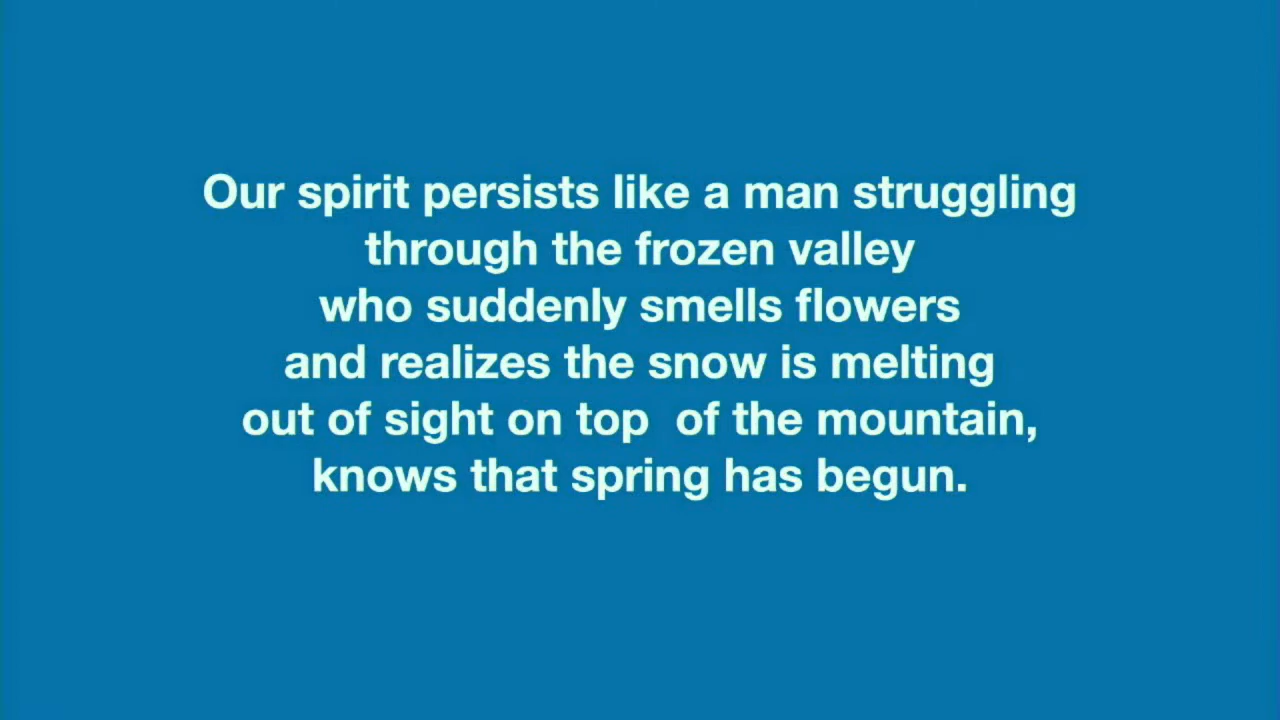 Our spirit persists like a man struggling
through the frozen valley
who suddenly smells flowers
and realizes the snow is melting
out of sight on top  of the mountain,
knows that spring has begun.